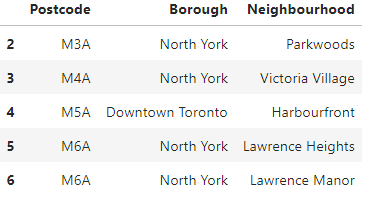 Postcode Borough Neighbourhood
2 M3A North York Parkwoods
3 M4A North York Victoria Village
4 M5A Downtown Toronto Harbourfront
5 M6A North York Lawrence Heights
6 M6A North York Lawrence Manor